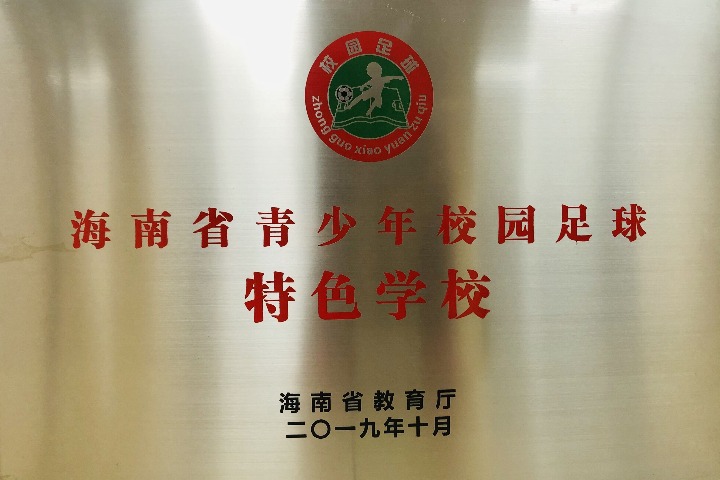 校园足球
zhong guo xiao yuan zu qiu
海南省青少年校园足球
特色学校
海南省教育厅
二〇一九年十月